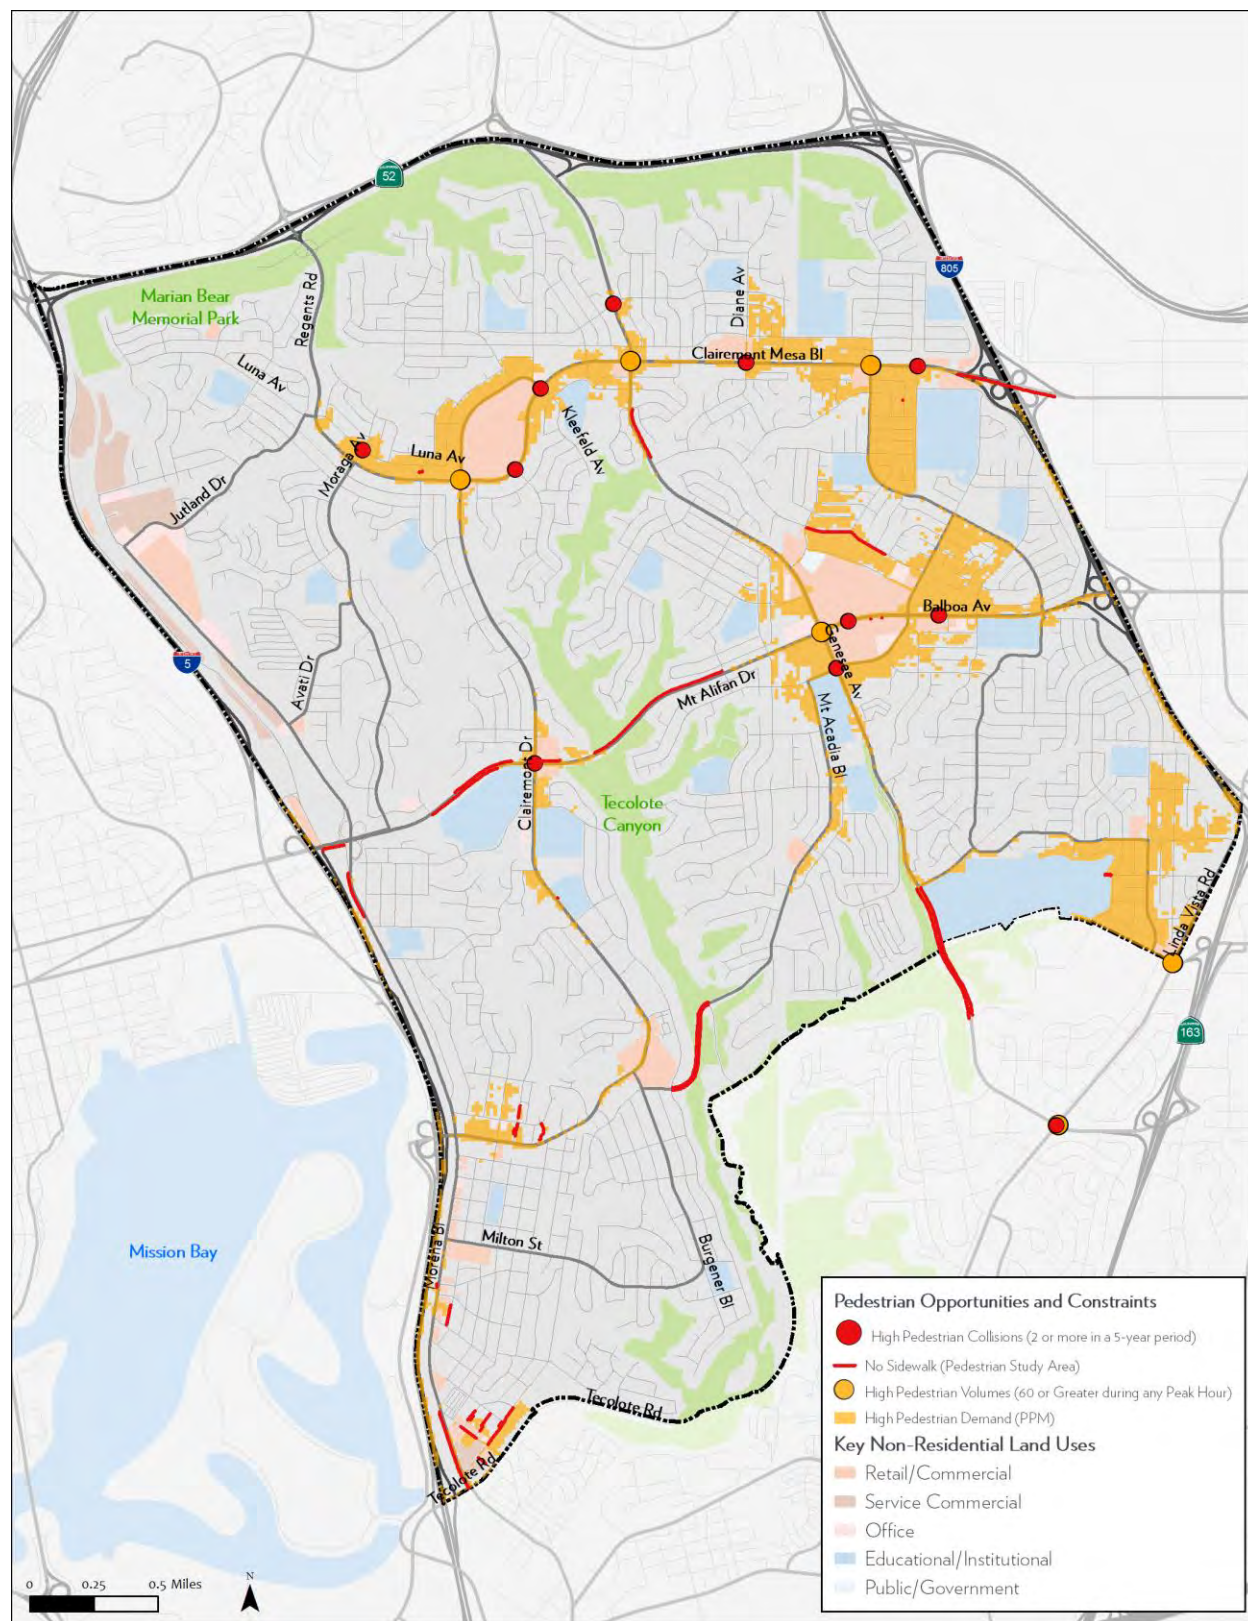 52
805
Marian Bear
Memorial Park
Regents Rd
Diane Av
Clairemont Mesa Bl
Luna Av
Kleefeld Av
Luna Av
Moraga Av
Jutland Dr
Balboa Av
Genesee Av
5
Avati Dr
Mt Alifan Dr
Mt Acadia Bl
Clairemont Dr
Tecolote
Canyon
Linda Vista Rd
163
Mission Bay
Morena Bl
Milton St
Burgener Bl
Tecolote Rd
Tecolote Rd
Pedestrian Opportunities and Constraints
High Pedestrian Collisions (2 or more in a 5-year period)
No Sidewalk (Pedestrian Study Area)
High Pedestrian Volumes (60 or Greater during any Peak Hour)
High Pedestrian Demand (PPM)
Key Non-Residential Land Uses
Retail/Commercial
Service Commercial
Office
Educational/Institutional
Public/Government
0 0.25 0.5 Miles
N